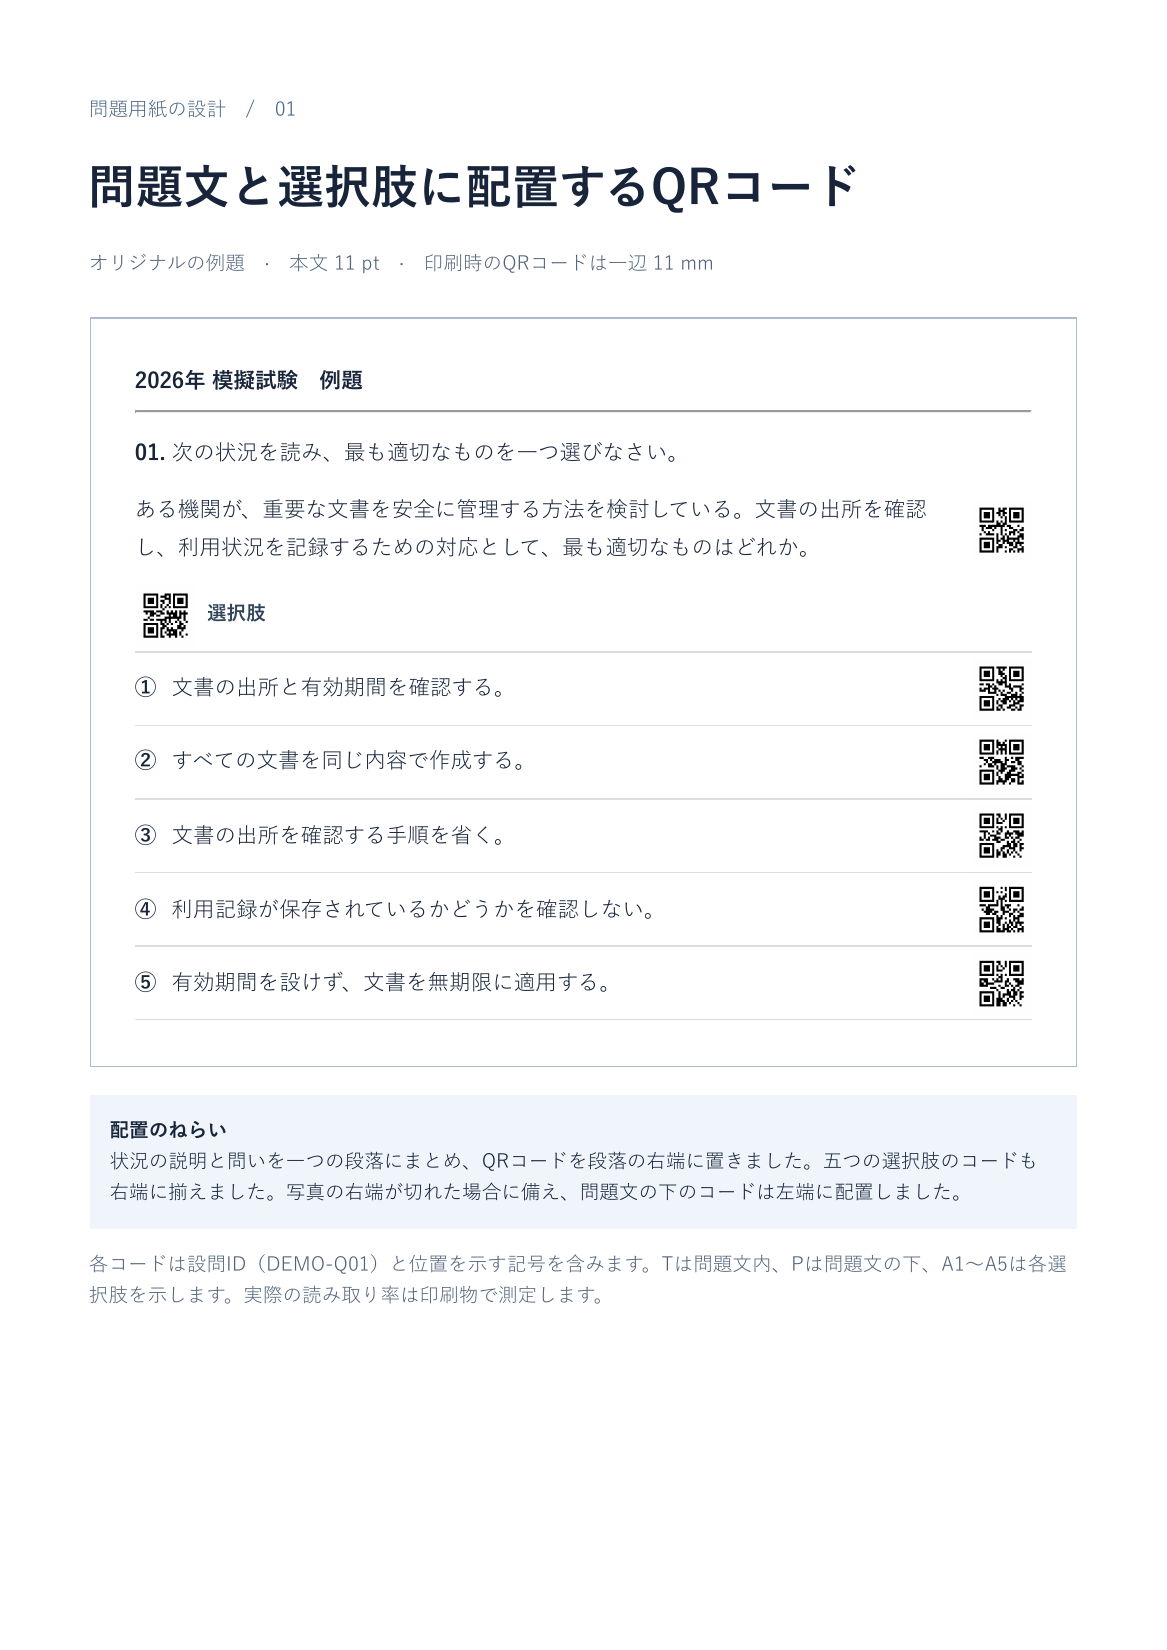 問題用紙の設計 / 01
問題文と選択肢に配置するQRコード
オリジナルの例題 · 本文 11 pt · 印刷時のQRコードは一辺 11 mm
2026年 模擬試験　例題
01. 次の状況を読み、最も適切なものを一つ選びなさい。
ある機関が、重要な文書を安全に管理する方法を検討している。文書の出所を確認
し、利用状況を記録するための対応として、最も適切なものはどれか。
選択肢
① 文書の出所と有効期間を確認する。
② すべての文書を同じ内容で作成する。
③ 文書の出所を確認する手順を省く。
④ 利用記録が保存されているかどうかを確認しない。
⑤ 有効期間を設けず、文書を無期限に適用する。
配置のねらい
状況の説明と問いを一つの段落にまとめ、QRコードを段落の右端に置きました。五つの選択肢のコードも
右端に揃えました。写真の右端が切れた場合に備え、問題文の下のコードは左端に配置しました。
各コードは設問ID（DEMO-Q01）と位置を示す記号を含みます。Tは問題文内、Pは問題文の下、A1〜A5は各選
択肢を示します。実際の読み取り率は印刷物で測定します。